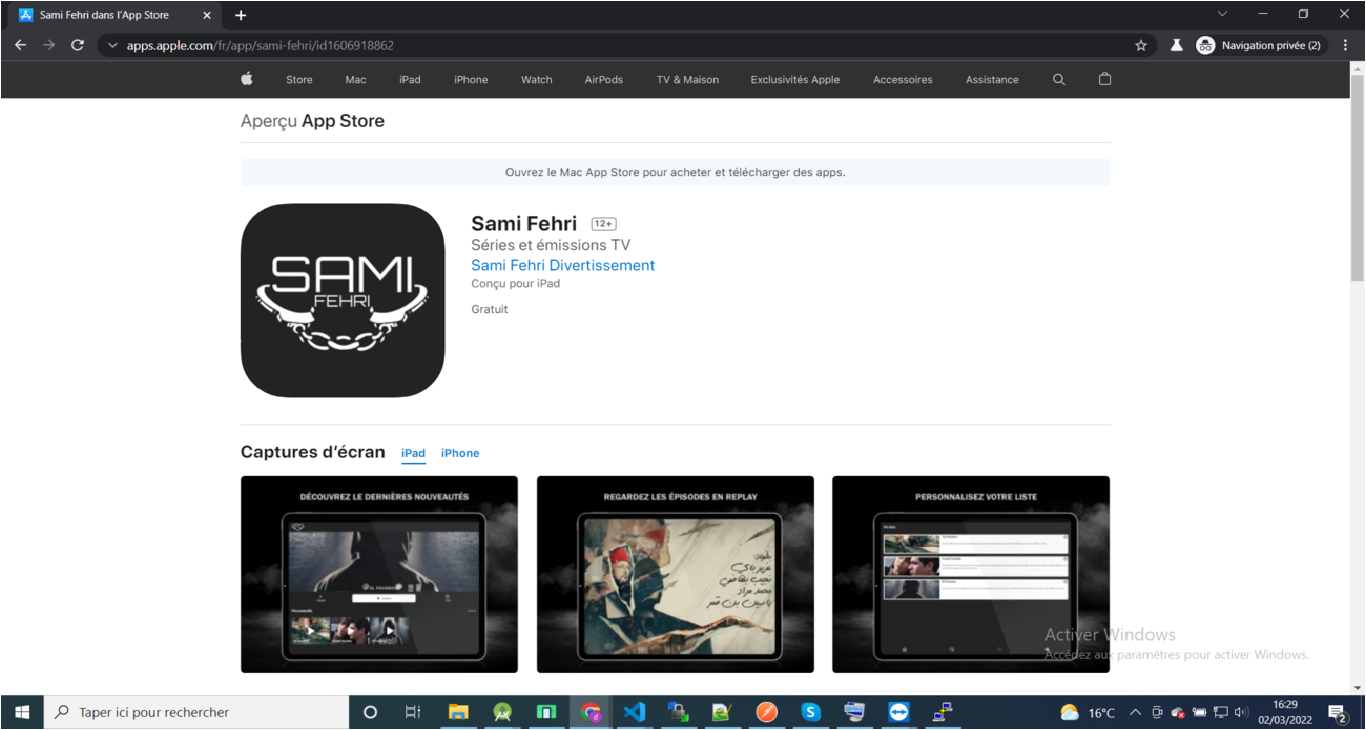 Sami Fehri dans l'App Store
apps.apple.com/fr/app/sami-fehri/id1606918862
Navigation privée (2)
Store Mac iPad iPhone Watch AirPods TV & Maison Exclusivités Apple Accessoires Assistance
Aperçu App Store
Ouvrez le Mac App Store pour acheter et télécharger des apps.
SAMI
FEHRI
Sami Fehri 12+
Séries et émissions TV
Sami Fehri Divertissement
Conçu pour iPad
Gratuit
Captures d'écran iPad iPhone
DÉCOUVREZ LE DERNIÈRES NOUVEAUTÉS
REGARDEZ LES ÉPISODES EN REPLAY
PERSONNALISEZ VOTRE LISTE
Nouveautés
Activer Windows
Accédez aux paramètres pour activer Windows.
Taper ici pour rechercher
16°C
16:29
02/03/2022
2